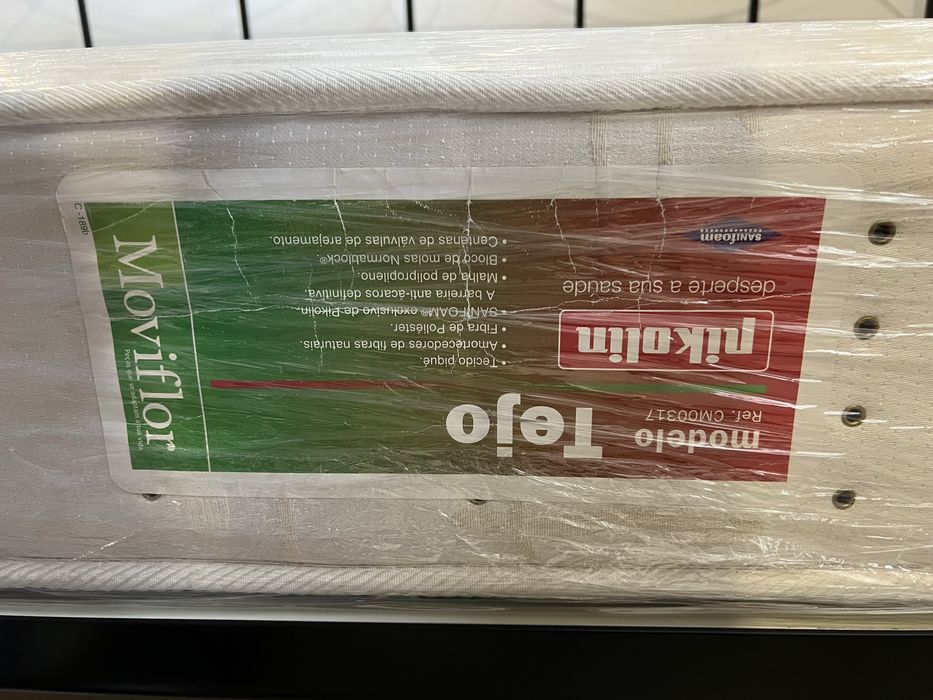 modelo Tejo
Ref. CM00317
pikolin
desperte a sua saúde
SANIfoam
• Tecido piqué.
• Amortecedores de fibras naturais.
• Fibra de Poliéster.
• SANIFOAM® exclusivo de Pikolin.
A barreira anti-ácaros definitiva.
• Malha de polipropileno.
• Bloco de molas Normablock®.
• Centenas de válvulas de arejamento.
Moviflor
C -1890